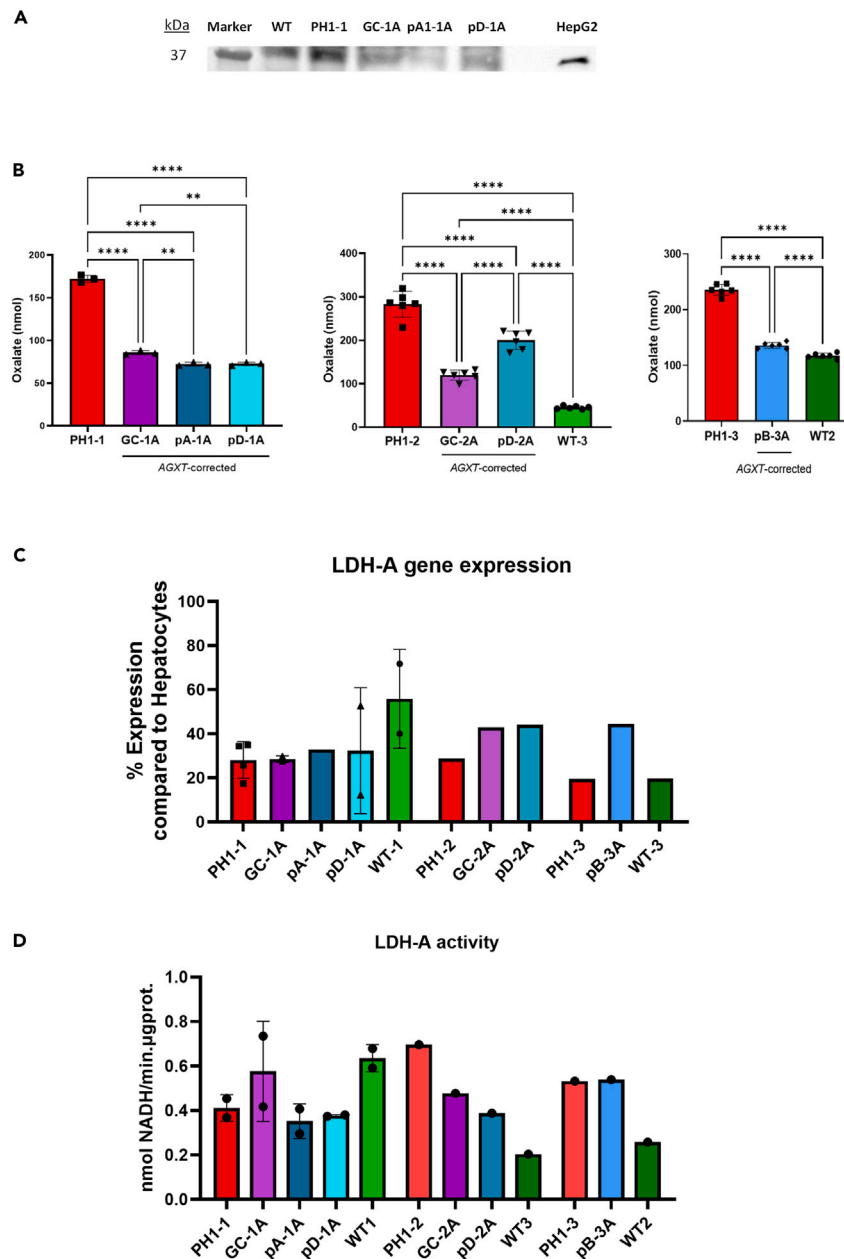 A
kDa Marker WT PH1-1 GC-1A pA1-1A pD-1A HepG2
37
B
**** ** **** **** **
Oxalate (nmol)
200
150
100
50
0
PH1-1 GC-1A pA-1A pD-1A
AGXT-corrected
**** **** **** **** **** ****
Oxalate (nmol)
400
300
200
100
0
PH1-2 GC-2A pD-2A WT-3
AGXT-corrected
**** **** ****
Oxalate (nmol)
300
200
100
0
PH1-3 pB-3A WT2
AGXT-corrected
C
LDH-A gene expression
% Expression
compared to Hepatocytes
100
80
60
40
20
0
PH1-1 GC-1A pA-1A pD-1A WT-1 PH1-2 GC-2A pD-2A PH1-3 pB-3A WT-3
D
LDH-A activity
nmol NADH/min.µgprot.
1.0
0.8
0.6
0.4
0.2
0.0
PH1-1 GC-1A pA-1A pD-1A WT1 PH1-2 GC-2A pD-2A WT3 PH1-3 pB-3A WT2